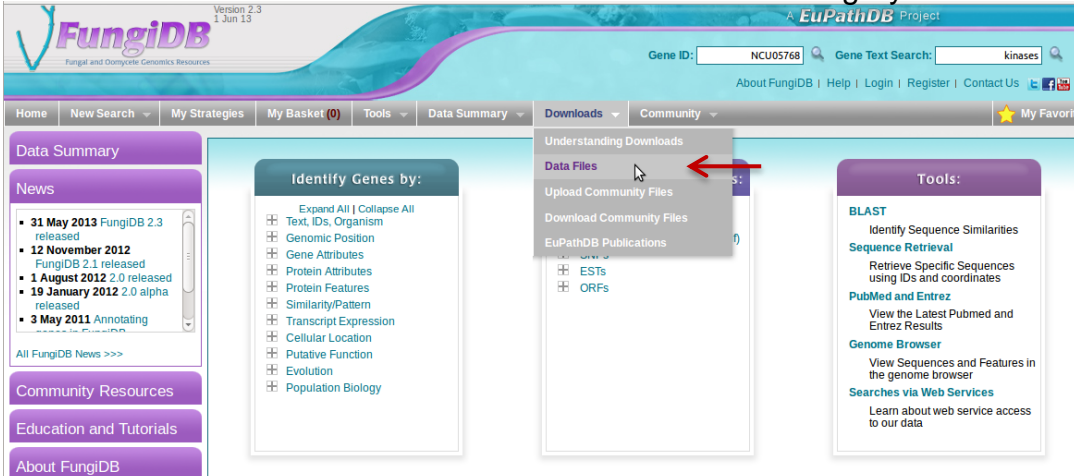 Version 2.3
1 Jun 13
FungiDB
Fungal and Oomycete Genomics Resources
A EuPathDB Project
Gene ID: NCU05768 Gene Text Search: kinases
About FungiDB | Help | Login | Register | Contact Us
Home New Search My Strategies My Basket (0) Tools Data Summary Downloads Community My Favorit
Understanding Downloads
Data Files
Upload Community Files
Download Community Files
EuPathDB Publications
Data Summary
News
31 May 2013 FungiDB 2.3
released
12 November 2012
FungiDB 2.1 released
1 August 2012 2.0 released
19 January 2012 2.0 alpha
released
3 May 2011 Annotating
All FungiDB News >>>
Community Resources
Education and Tutorials
About FungiDB
Identify Genes by:
Expand All | Collapse All
Text, IDs, Organism
Genomic Position
Gene Attributes
Protein Attributes
Protein Features
Similarity/Pattern
Transcript Expression
Cellular Location
Putative Function
Evolution
Population Biology
ESTs
ORFs
Tools:
BLAST
Identify Sequence Similarities
Sequence Retrieval
Retrieve Specific Sequences
using IDs and coordinates
PubMed and Entrez
View the Latest Pubmed and
Entrez Results
Genome Browser
View Sequences and Features in
the genome browser
Searches via Web Services
Learn about web service access
to our data